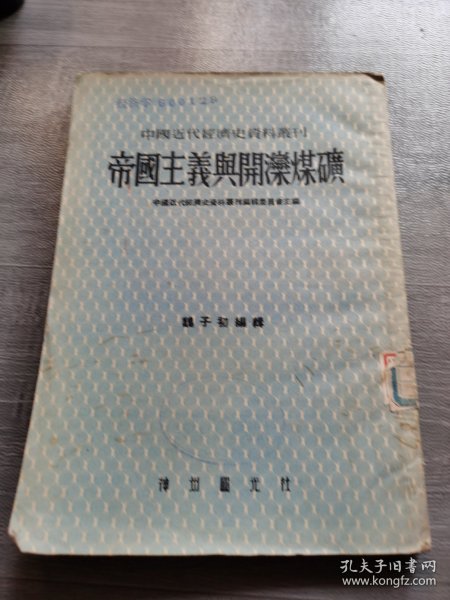 660129
中國近代經濟史資料叢刊
帝國主義與開灤煤礦
中國近代經濟史資料叢刊編輯委員會主編
魏子初編輯
神州國光社
孔夫子旧书网
www.kongfz.com